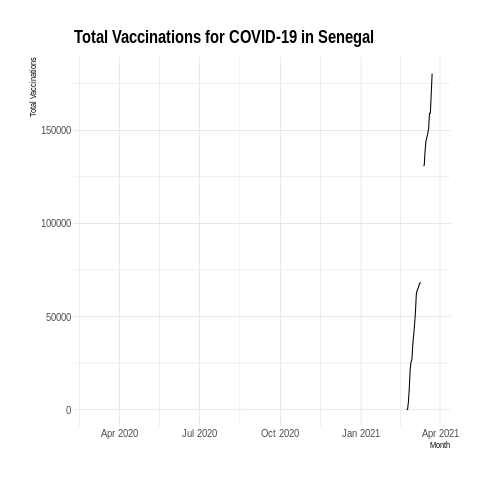 Total Vaccinations for COVID-19 in Senegal
Total Vaccinations
150000
100000
50000
0
Apr 2020 Jul 2020 Oct 2020 Jan 2021 Apr 2021
Month